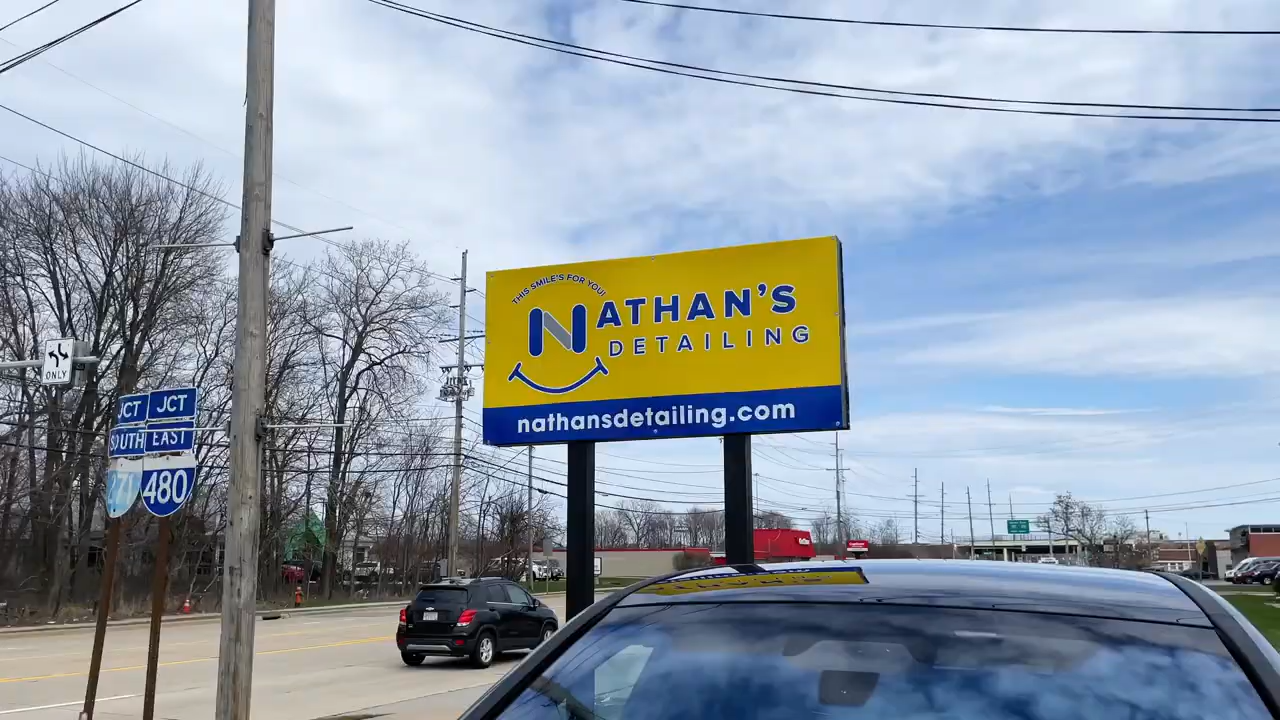 THIS SMILE'S FOR YOU!
NATHAN'S
DETAILING
nathansdetailing.com
ONLY
JCT
JCT
SOUTH
EAST
271
480